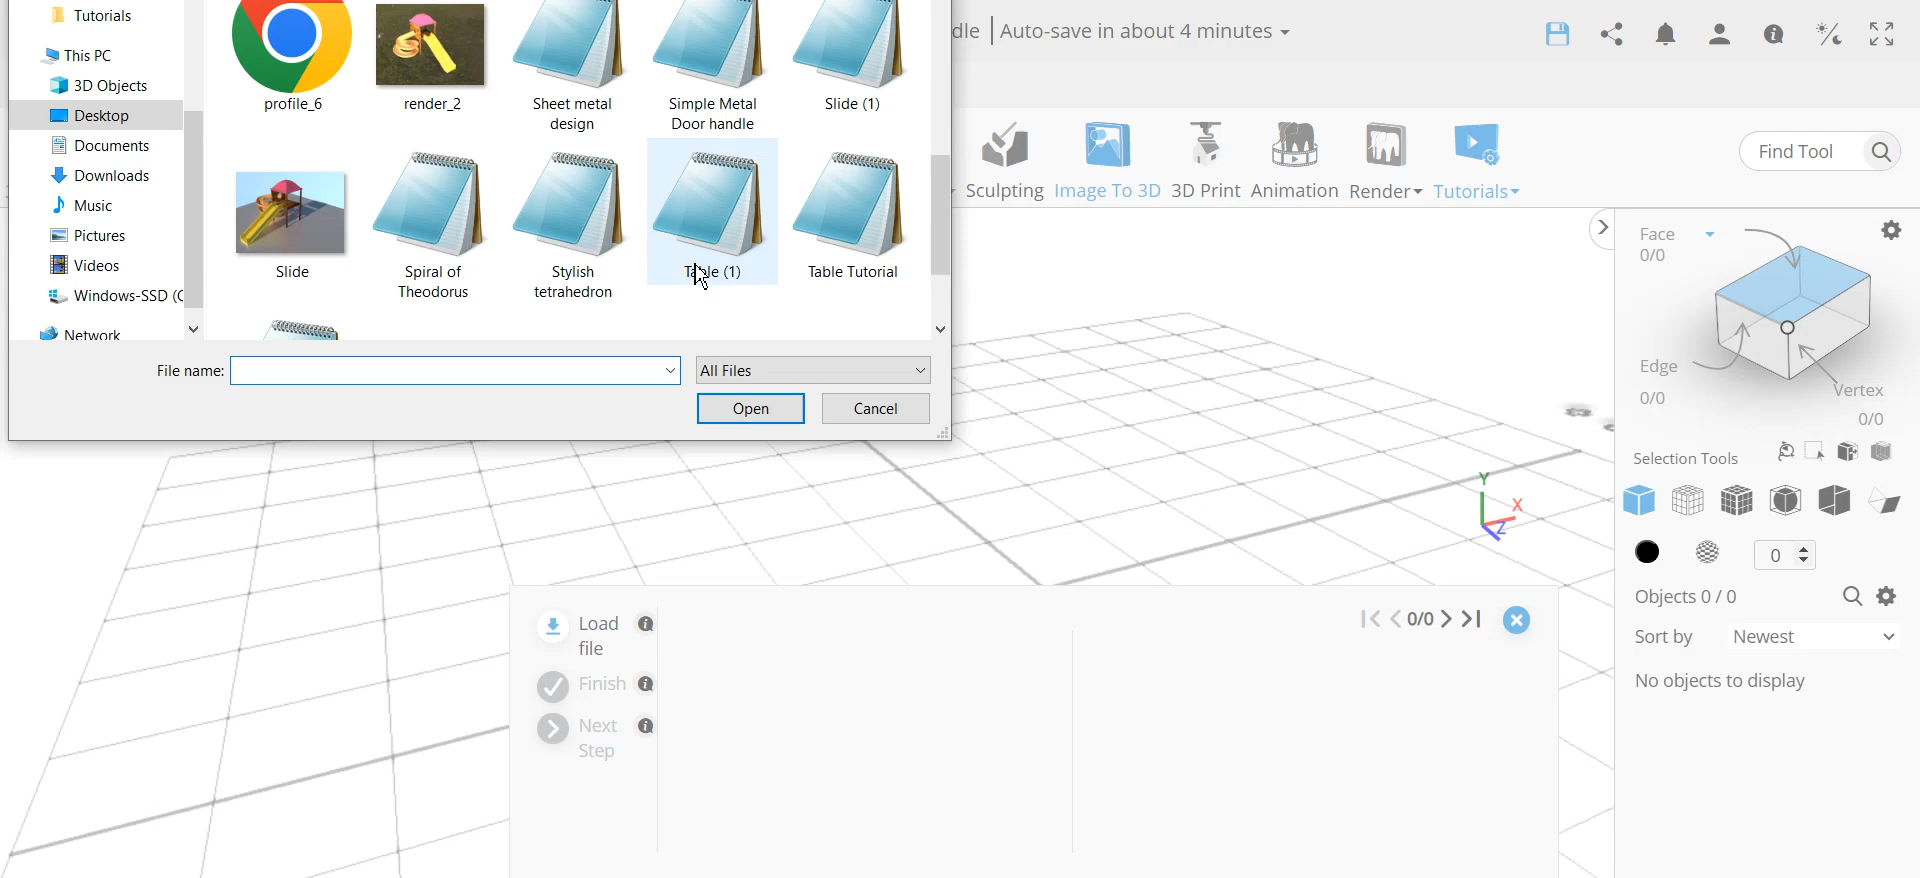 Tutorials
This PC
3D Objects
Desktop
Documents
Downloads
Music
Pictures
Videos
Windows-SSD (C
Network
profile_6
render_2
Sheet metal
design
Simple Metal
Door handle
Slide (1)
Slide
Spiral of
Theodorus
Stylish
tetrahedron
Table (1)
Table Tutorial
File name:
All Files
Open
Cancel
dle | Auto-save in about 4 minutes
Sculpting
Image To 3D
3D Print
Animation
Render
Tutorials
Find Tool
Face
0/0
Edge
0/0
Vertex
0/0
Selection Tools
0
Objects 0 / 0
Sort by
Newest
No objects to display
Y
X
Z
Load
file
Finish
Next
Step
0/0